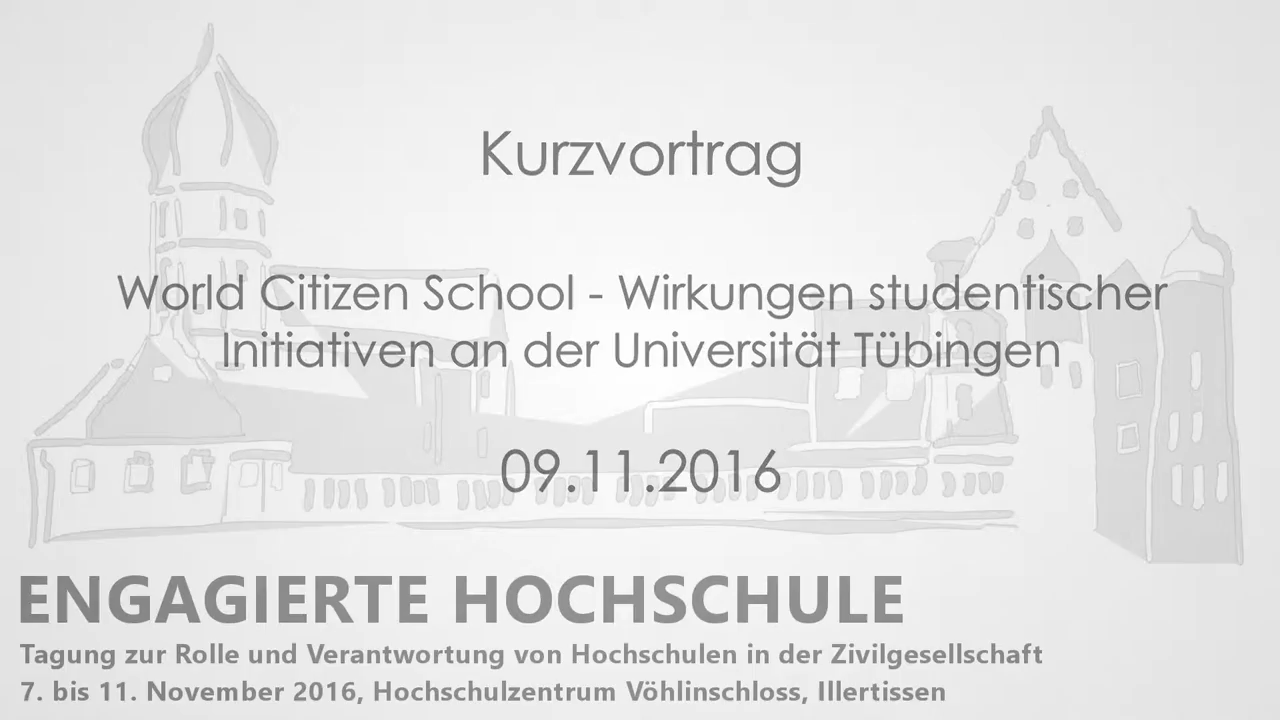 Kurzvortrag
World Citizen School - Wirkungen studentischer
Initiativen an der Universität Tübingen
09.11.2016
ENGAGIERTE HOCHSCHULE
Tagung zur Rolle und Verantwortung von Hochschulen in der Zivilgesellschaft
7. bis 11. November 2016, Hochschulzentrum Vöhlinschloss, Illertissen